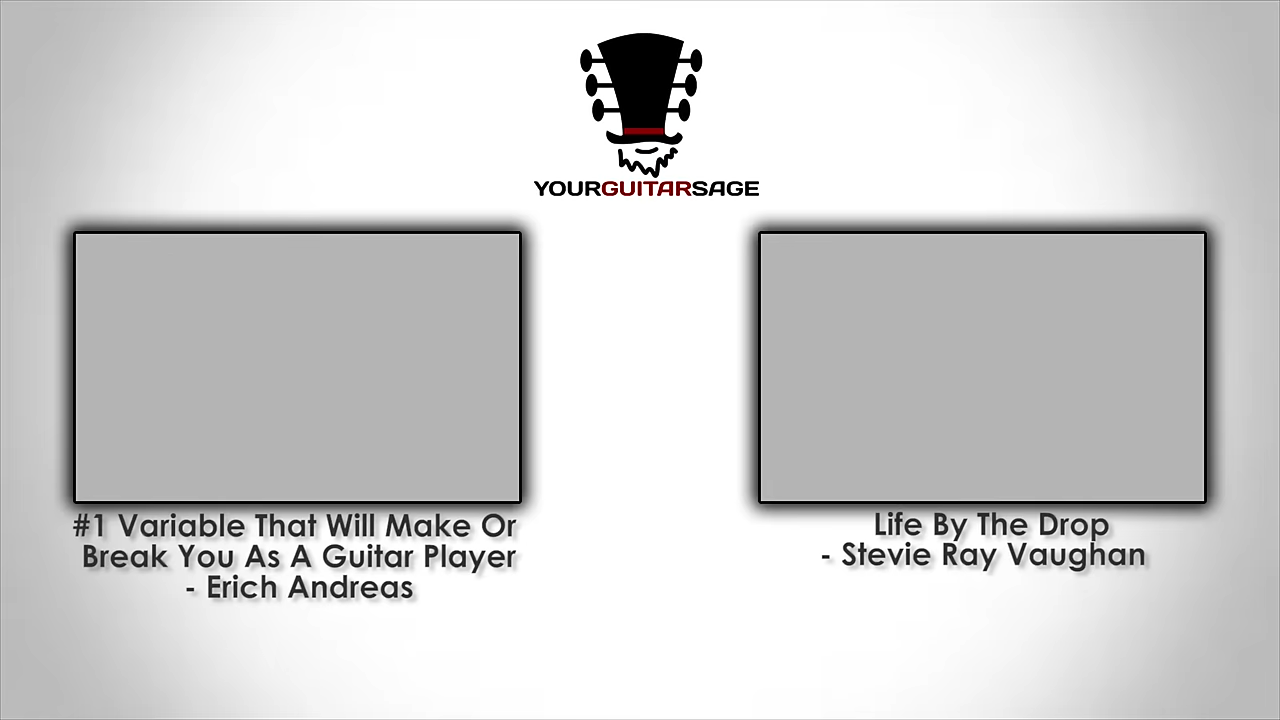 YOURGUITARSAGE
#1 Variable That Will Make Or
Break You As A Guitar Player
- Erich Andreas
Life By The Drop
- Stevie Ray Vaughan